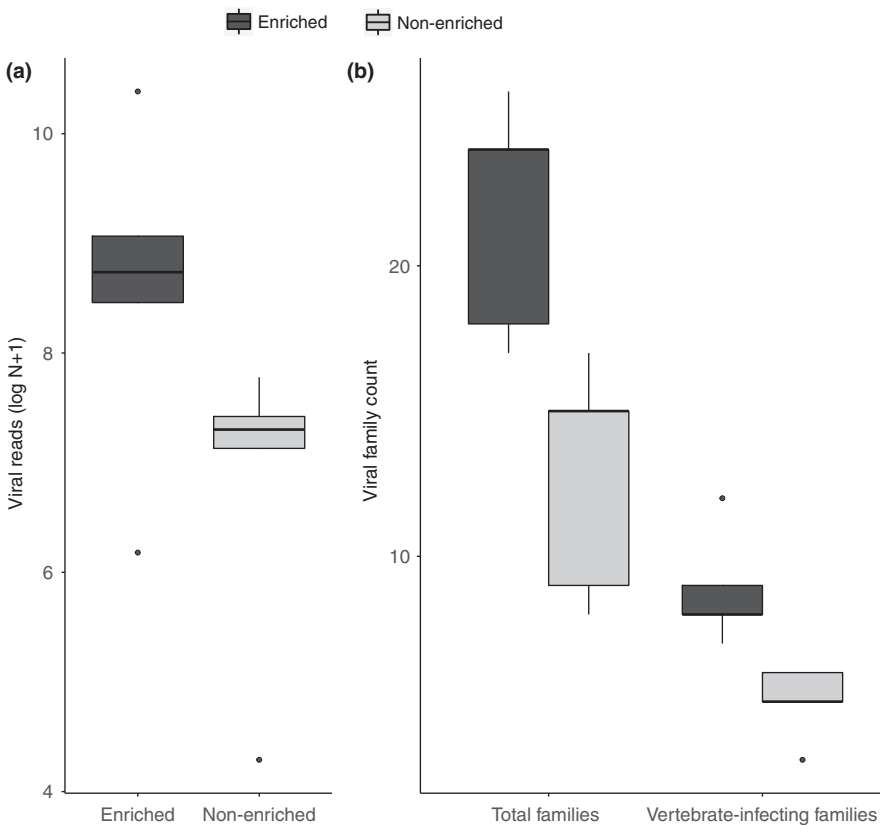 Enriched
Non-enriched
(a)
(b)
Viral reads (log N+1)
10
8
6
4
Enriched
Non-enriched
Viral family count
20
10
Total families
Vertebrate-infecting families